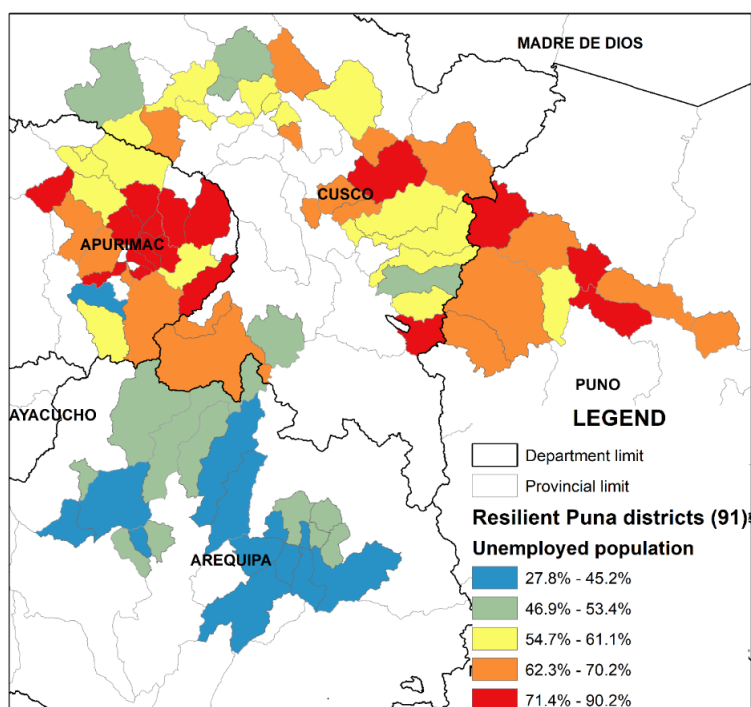 MADRE DE DIOS
CUSCO
APURIMAC
PUNO
AYACUCHO
AREQUIPA
LEGEND
Department limit
Provincial limit
Resilient Puna districts (91)
Unemployed population
27.8% - 45.2%
46.9% - 53.4%
54.7% - 61.1%
62.3% - 70.2%
71.4% - 90.2%